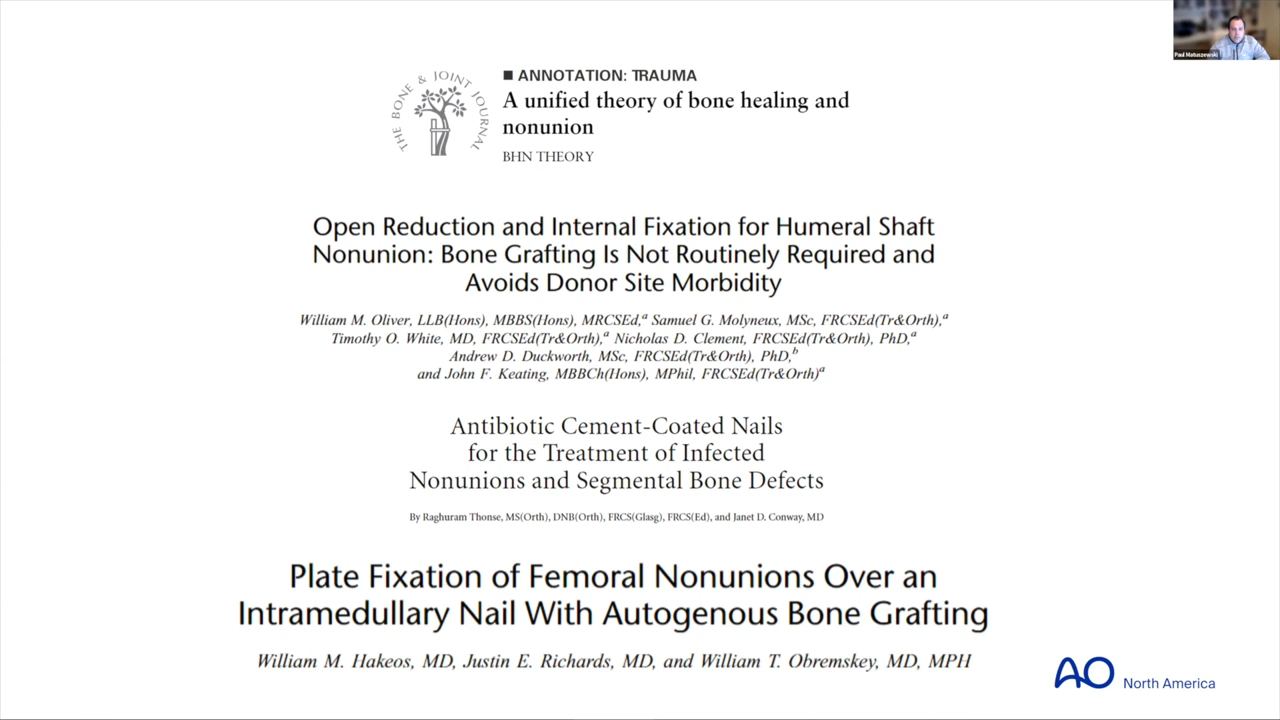 Paul Matuszewski
THE BONE & JOINT JOURNAL
■ ANNOTATION: TRAUMA
A unified theory of bone healing and
nonunion
BHN THEORY
Open Reduction and Internal Fixation for Humeral Shaft
Nonunion: Bone Grafting Is Not Routinely Required and
Avoids Donor Site Morbidity
William M. Oliver, LLB(Hons), MBBS(Hons), MRCSEd,a Samuel G. Molyneux, MSc, FRCSEd(Tr&Orth),a
Timothy O. White, MD, FRCSEd(Tr&Orth),a Nicholas D. Clement, FRCSEd(Tr&Orth), PhD,a
Andrew D. Duckworth, MSc, FRCSEd(Tr&Orth), PhD,b
and John F. Keating, MBBCh(Hons), MPhil, FRCSEd(Tr&Orth)a
Antibiotic Cement-Coated Nails
for the Treatment of Infected
Nonunions and Segmental Bone Defects
By Raghuram Thonse, MS(Orth), DNB(Orth), FRCS(Glasg), FRCS(Ed), and Janet D. Conway, MD
Plate Fixation of Femoral Nonunions Over an
Intramedullary Nail With Autogenous Bone Grafting
William M. Hakeos, MD, Justin E. Richards, MD, and William T. Obremskey, MD, MPH
AO North America